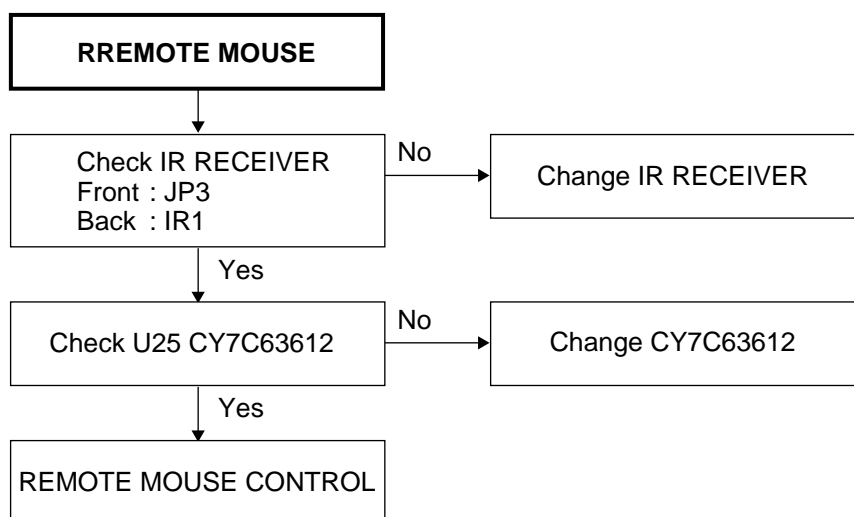 RREMOTE MOUSE
Check IR RECEIVER
Front : JP3
Back : IR1
No
Change IR RECEIVER
Yes
Check U25 CY7C63612
No
Change CY7C63612
Yes
REMOTE MOUSE CONTROL